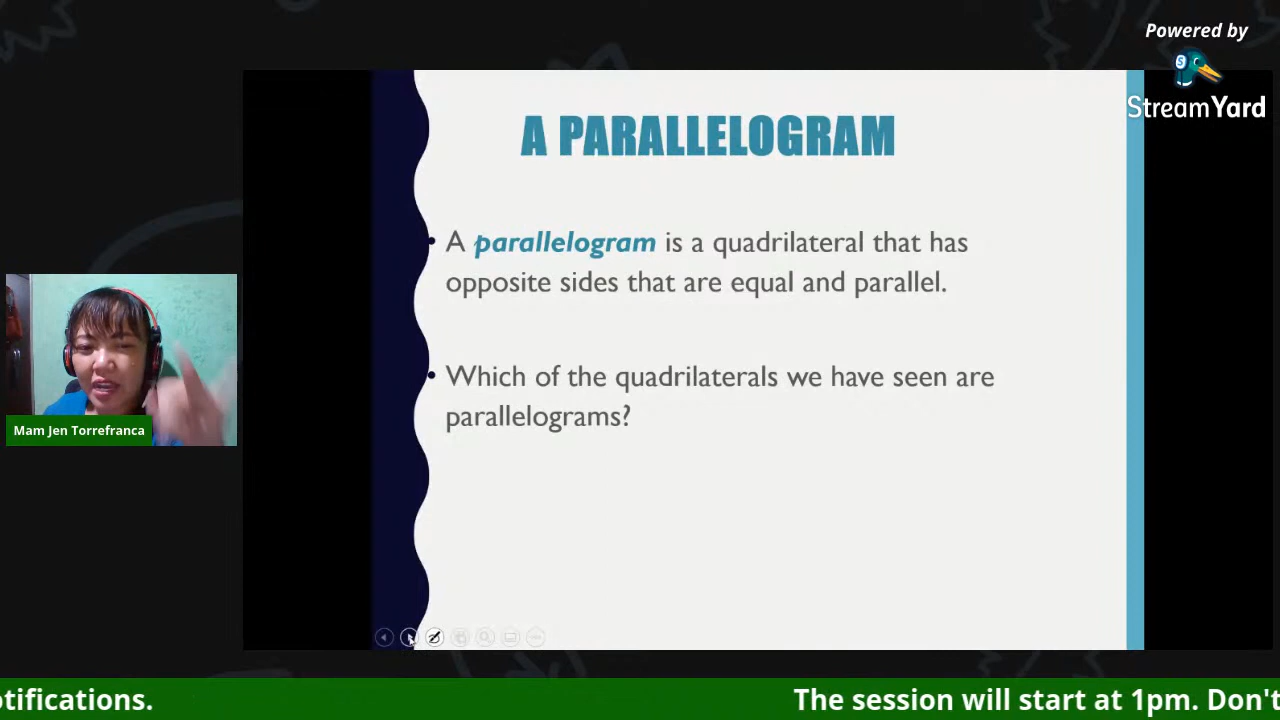 Powered by
StreamYard
A PARALLELOGRAM
• A parallelogram is a quadrilateral that has
opposite sides that are equal and parallel.
• Which of the quadrilaterals we have seen are
parallelograms?
Mam Jen Torrefranca
otifications.
The session will start at 1pm. Don't